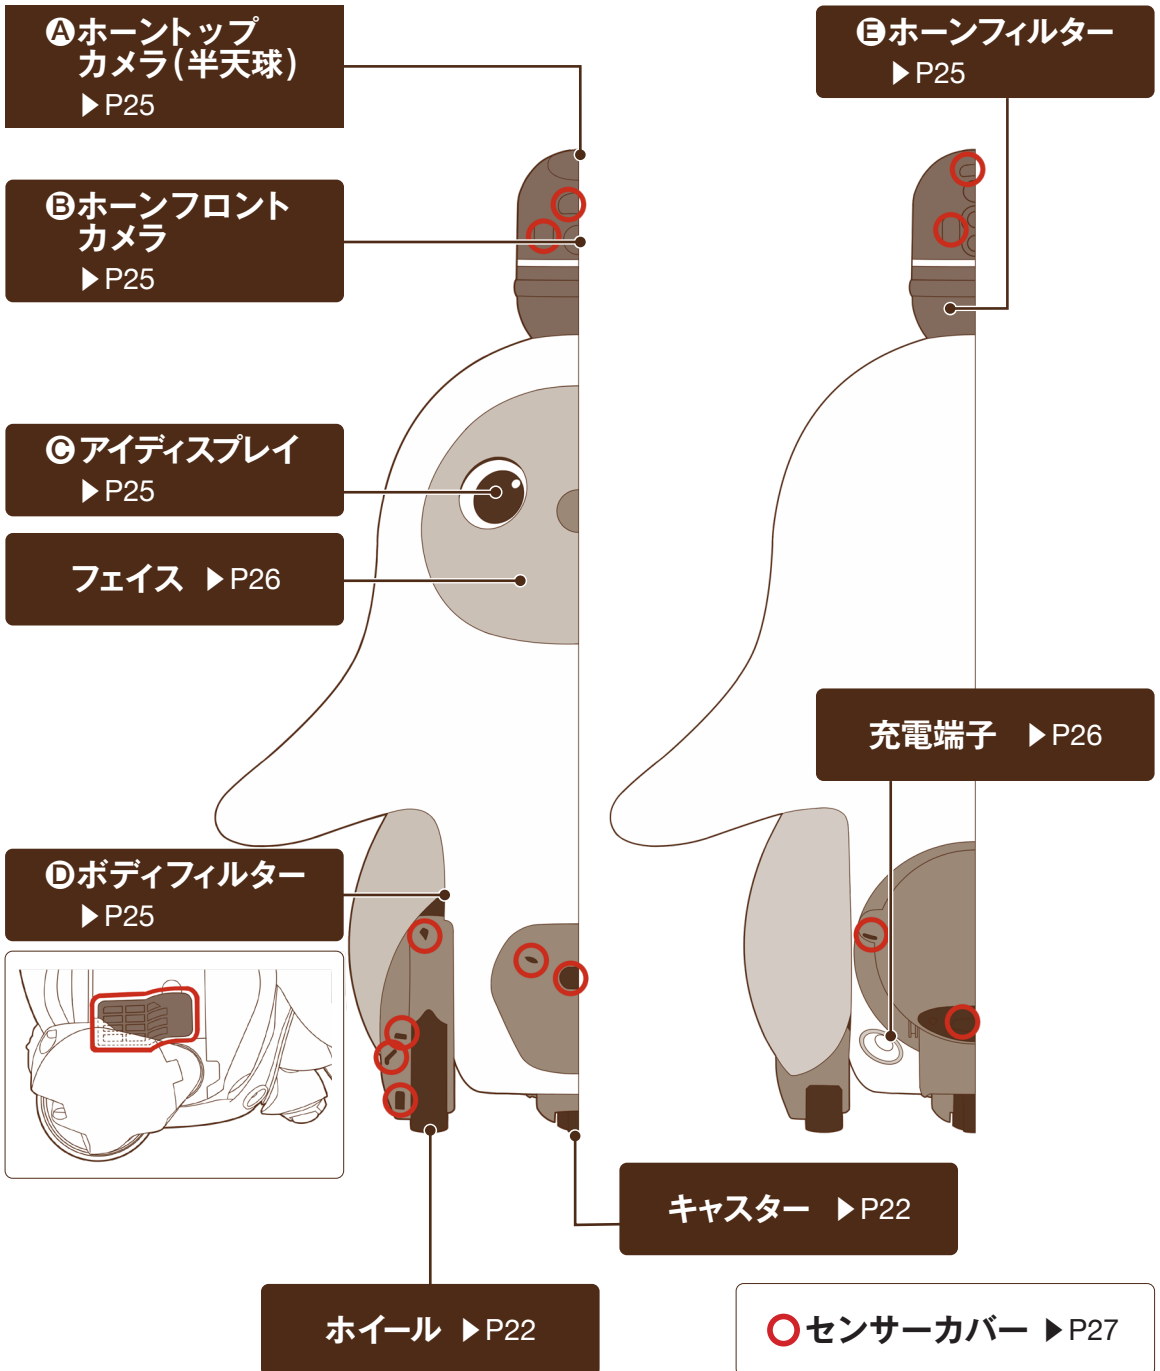 Ⓐホーントップ
カメラ(半天球)
▶P25
Ⓑホーンフロント
カメラ
▶P25
Ⓒアイディスプレイ
▶P25
フェイス ▶P26
Ⓓボディフィルター
▶P25
Ⓔホーンフィルター
▶P25
充電端子 ▶P26
キャスター ▶P22
ホイール ▶P22
センサーカバー ▶P27